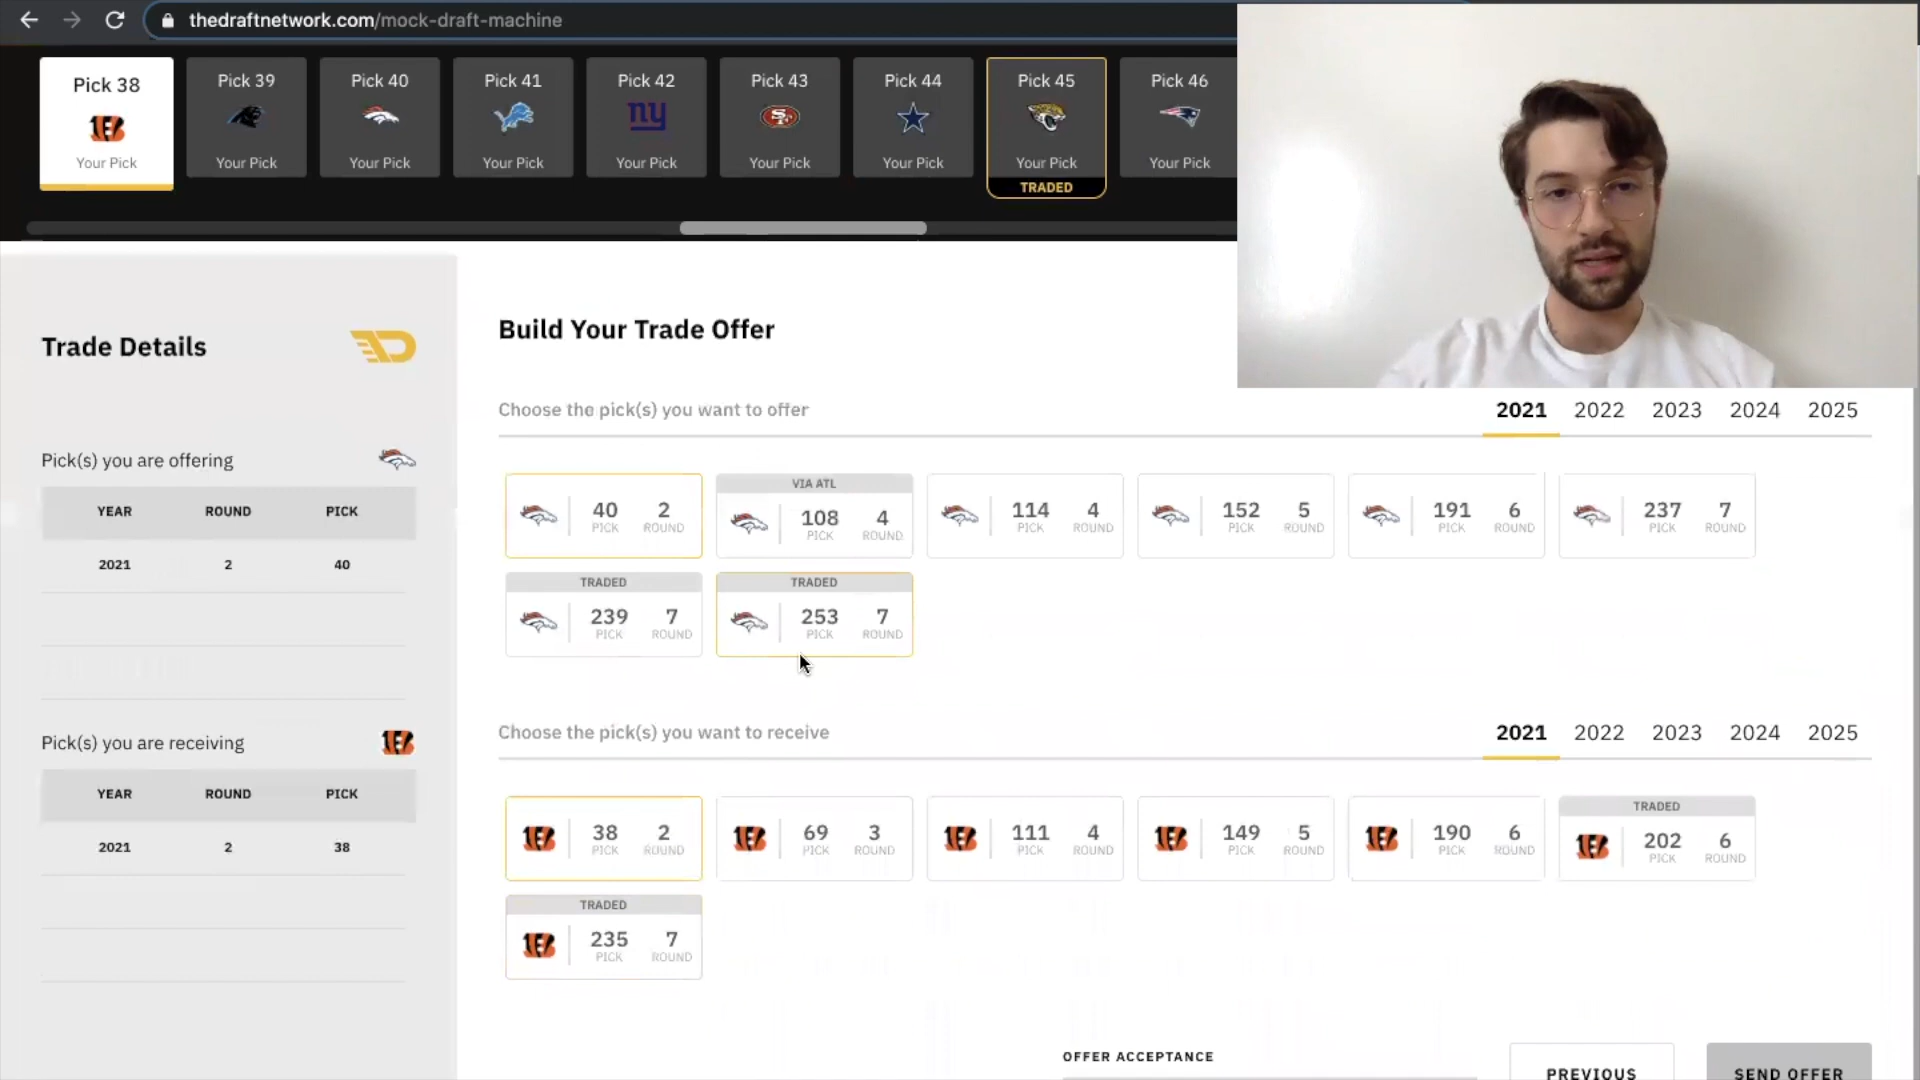 thedraftnetwork.com/mock-draft-machine
Pick 38 Pick 39 Pick 40 Pick 41 Pick 42 Pick 43 Pick 44 Pick 45 Pick 46
ny
Your Pick Your Pick Your Pick Your Pick Your Pick Your Pick Your Pick Your Pick Your Pick
TRADED
Trade Details
Build Your Trade Offer
Choose the pick(s) you want to offer
2021 2022 2023 2024 2025
Pick(s) you are offering
YEAR ROUND PICK
2021 2 40
40 2
PICK ROUND
VIA ATL
108 4
PICK ROUND
114 4
PICK ROUND
152 5
PICK ROUND
191 6
PICK ROUND
237 7
PICK ROUND
TRADED
239 7
PICK ROUND
TRADED
253 7
PICK ROUND
Pick(s) you are receiving
YEAR ROUND PICK
2021 2 38
Choose the pick(s) you want to receive
2021 2022 2023 2024 2025
38 2
PICK ROUND
69 3
PICK ROUND
111 4
PICK ROUND
149 5
PICK ROUND
190 6
PICK ROUND
TRADED
202 6
PICK ROUND
TRADED
235 7
PICK ROUND
OFFER ACCEPTANCE
PREVIOUS
SEND OFFER